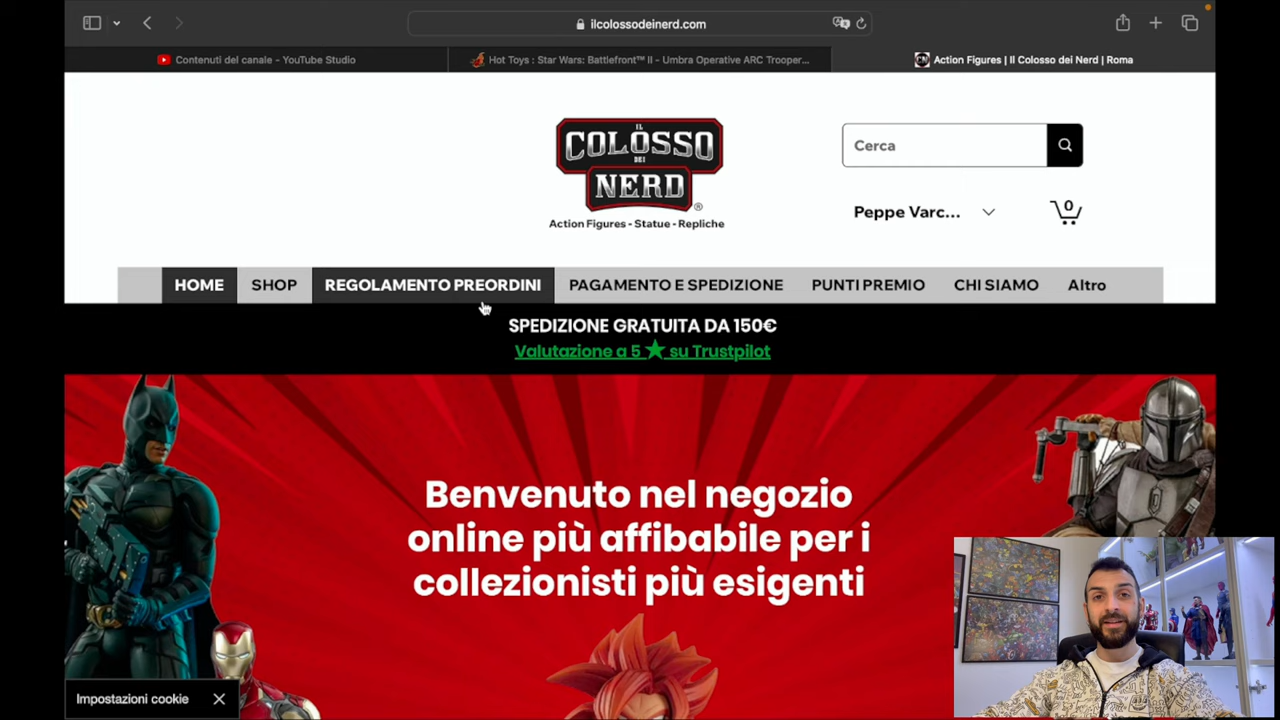 ilcolossodeinerd.com
Contenuti del canale - YouTube Studio
Hot Toys : Star Wars: Battlefront™ II - Umbra Operative ARC Trooper...
Action Figures | Il Colosso dei Nerd | Roma
IL
COLOSSO
DEI
NERD®
Action Figures - Statue - Repliche
Cerca
Peppe Varc...
0
HOME SHOP REGOLAMENTO PREORDINI PAGAMENTO E SPEDIZIONE PUNTI PREMIO CHI SIAMO Altro
SPEDIZIONE GRATUITA DA 150€
Valutazione a 5 ★ su Trustpilot
Benvenuto nel negozio
online più affibabile per i
collezionisti più esigenti
Impostazioni cookie